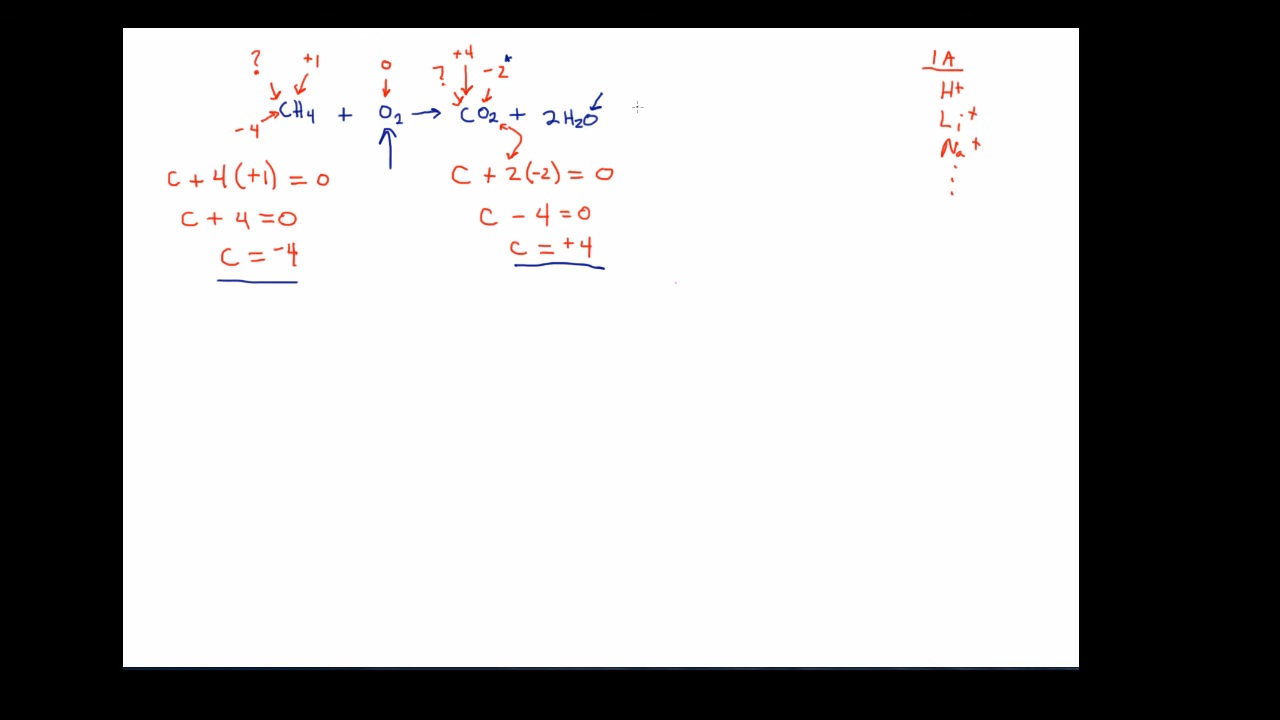 ? +1 0 ? +4 -2*
CH4 + O2 → CO2 + 2H2O
-4
C + 4(+1) = 0
C + 4 = 0
C = -4
C + 2(-2) = 0
C - 4 = 0
C = +4
1A
H+
Li+
Na+
⋮